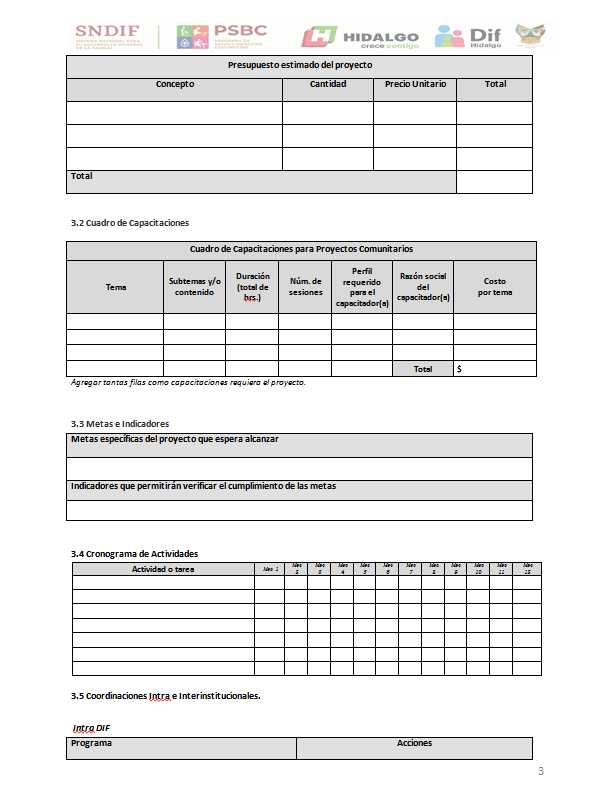 SNDIF
SISTEMA NACIONAL PARA
EL DESARROLLO INTEGRAL
DE LA FAMILIA
PSBC
PROGRAMA DE
SALUD Y BIENESTAR
COMUNITARIO
HIDALGO
crece contigo
Dif
Hidalgo
Presupuesto estimado del proyecto
Concepto Cantidad Precio Unitario Total
Total
3.2 Cuadro de Capacitaciones
Cuadro de Capacitaciones para Proyectos Comunitarios
Tema
Subtemas y/o
contenido
Duración
(total de
hrs.)
Núm. de
sesiones
Perfil
requerido
para el
capacitador(a)
Razón social
del
capacitador(a)
Costo
por tema
Total $
Agregar tantas filas como capacitaciones requiera el proyecto.
3.3 Metas e Indicadores
Metas específicas del proyecto que espera alcanzar
Indicadores que permitirán verificar el cumplimiento de las metas
3.4 Cronograma de Actividades
Actividad o tarea Mes 1 Mes 2 Mes 3 Mes 4 Mes 5 Mes 6 Mes 7 Mes 8 Mes 9 Mes 10 Mes 11 Mes 12
3.5 Coordinaciones Intra e Interinstitucionales.
Intra DIF
Programa Acciones
3